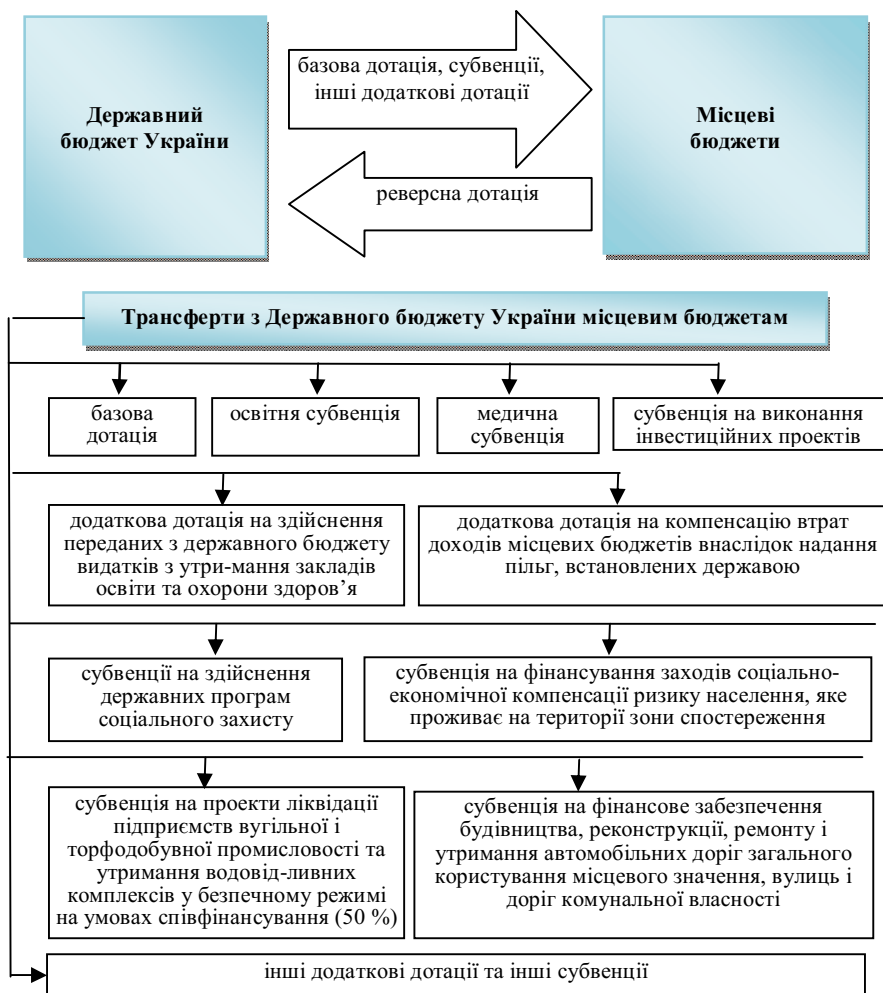 Державний
бюджет України
базова дотація, субвенції,
інші додаткові дотації
Місцеві
бюджети
реверсна дотація
Трансферти з Державного бюджету України місцевим бюджетам
базова
дотація
освітня субвенція
медична
субвенція
субвенція на виконання
інвестиційних проектів
додаткова дотація на здійснення
переданих з державного бюджету
видатків з утри-мання закладів
освіти та охорони здоров’я
додаткова дотація на компенсацію втрат
доходів місцевих бюджетів внаслідок надання
пільг, встановлених державою
субвенції на здійснення
державних програм
соціального захисту
субвенція на фінансування заходів соціально-
економічної компенсації ризику населення, яке
проживає на території зони спостереження
субвенція на проекти ліквідації
підприємств вугільної і
торфодобувної промисловості та
утримання водовід-ливних
комплексів у безпечному режимі
на умовах співфінансування (50 %)
субвенція на фінансове забезпечення
будівництва, реконструкції, ремонту і
утримання автомобільних доріг загального
користування місцевого значення, вулиць і
доріг комунальної власності
інші додаткові дотації та інші субвенції